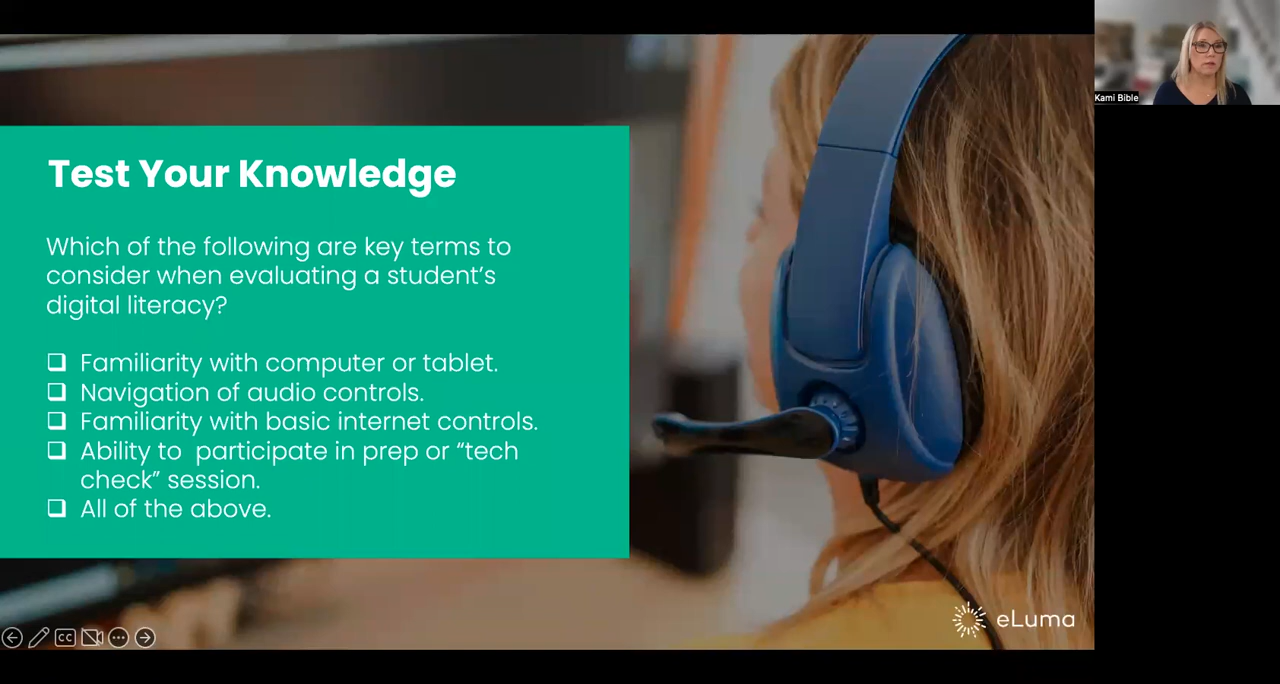 Test Your Knowledge
Which of the following are key terms to
consider when evaluating a student's
digital literacy?
❑ Familiarity with computer or tablet.
❑ Navigation of audio controls.
❑ Familiarity with basic internet controls.
❑ Ability to  participate in prep or “tech
check” session.
❑ All of the above.
eLuma
CC
Kami Bible